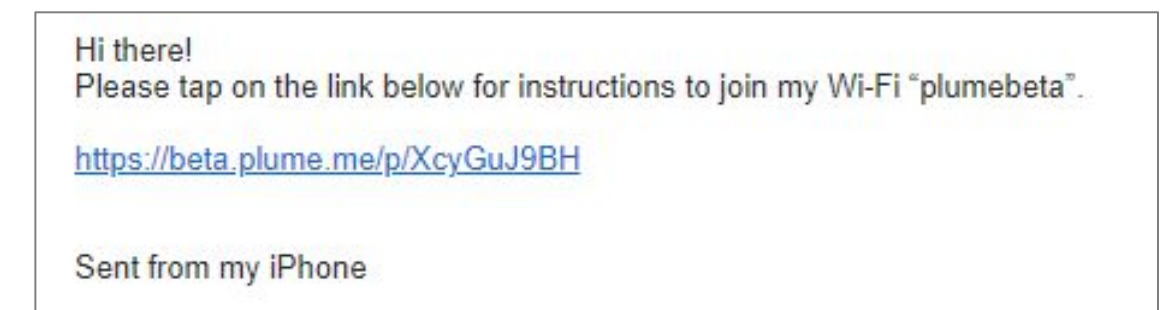 Hi there!
Please tap on the link below for instructions to join my Wi-Fi “plumebeta”.
https://beta.plume.me/p/XcyGuJ9BH
Sent from my iPhone